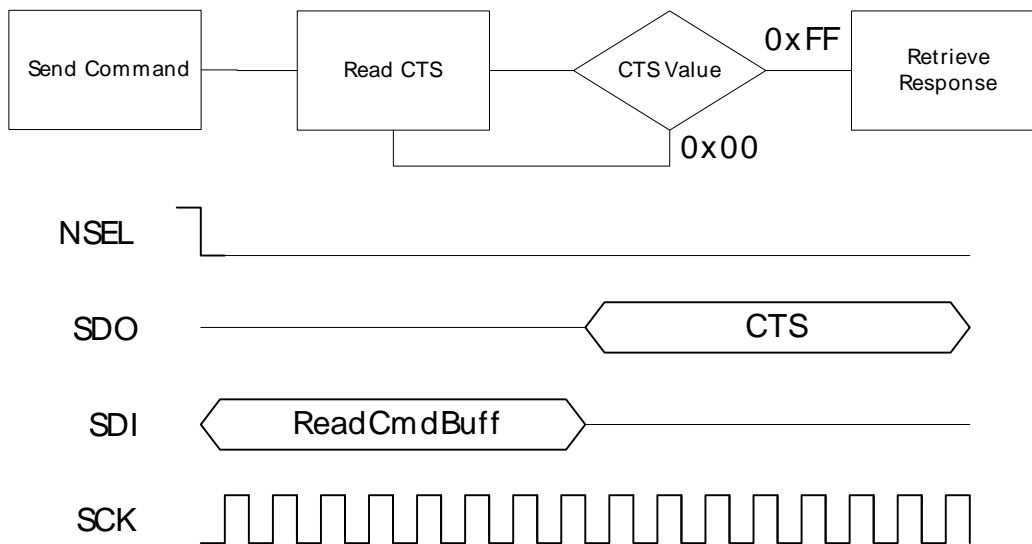 Send Command
Read CTS
CTS Value
0xFF
Retrieve
Response
0x00
NSEL
SDO
CTS
SDI
ReadCmdBuff
SCK